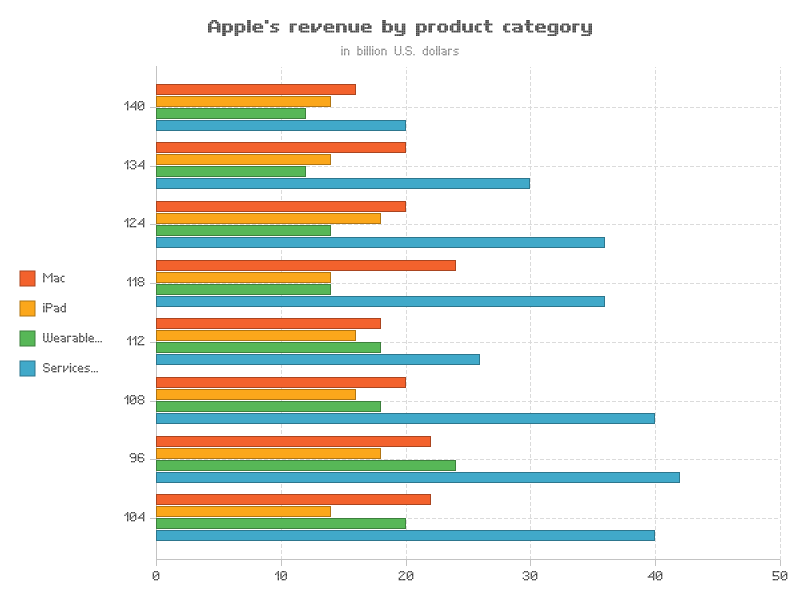 Apple's revenue by product category
in billion U.S. dollars
140
134
124
118
112
108
96
104
Mac
iPad
Wearable...
Services...
0 10 20 30 40 50